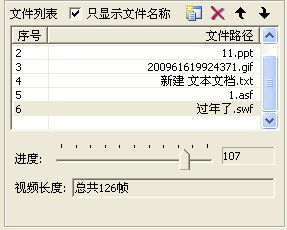 文件列表 只显示文件名称
序号 文件路径
2 11.ppt
3 200961619924371.gif
4 新建 文本文档.txt
5 1.asf
6 过年了.swf
进度: 107
视频长度: 总共126帧